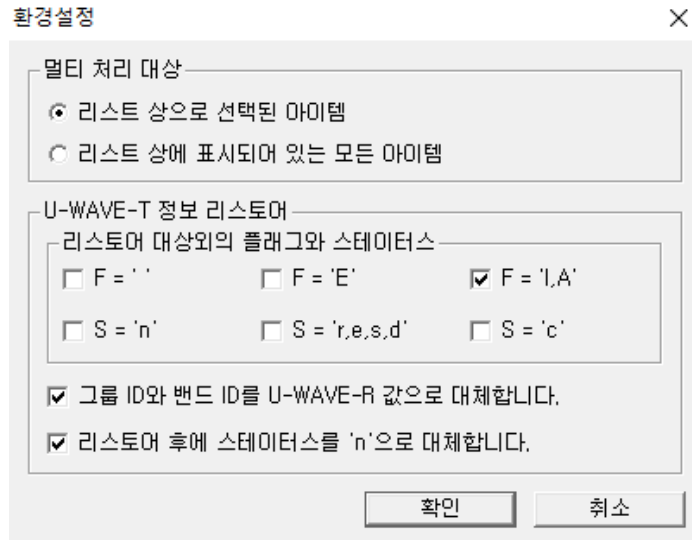 환경설정
멀티 처리 대상
리스트 상으로 선택된 아이템
리스트 상에 표시되어 있는 모든 아이템
U-WAVE-T 정보 리스토어
리스토어 대상외의 플래그와 스테이터스
F = ' ' F = 'E' F = 'I,A'
S = 'n' S = 'r,e,s,d' S = 'c'
그룹 ID와 밴드 ID를 U-WAVE-R 값으로 대체합니다.
리스토어 후에 스테이터스를 'n'으로 대체합니다.
확인 취소